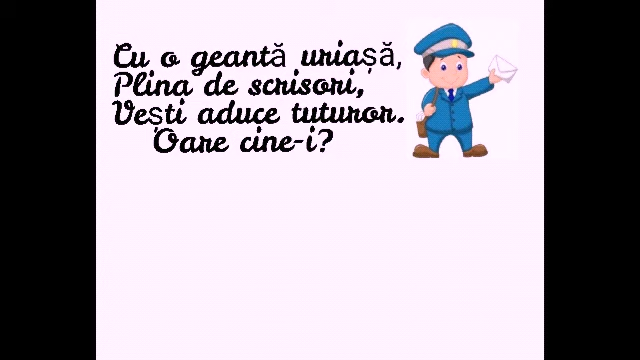 Cu o geantă uriașă,
Plina de scrisori,
Vești aduce tuturor.
Oare cine-i?